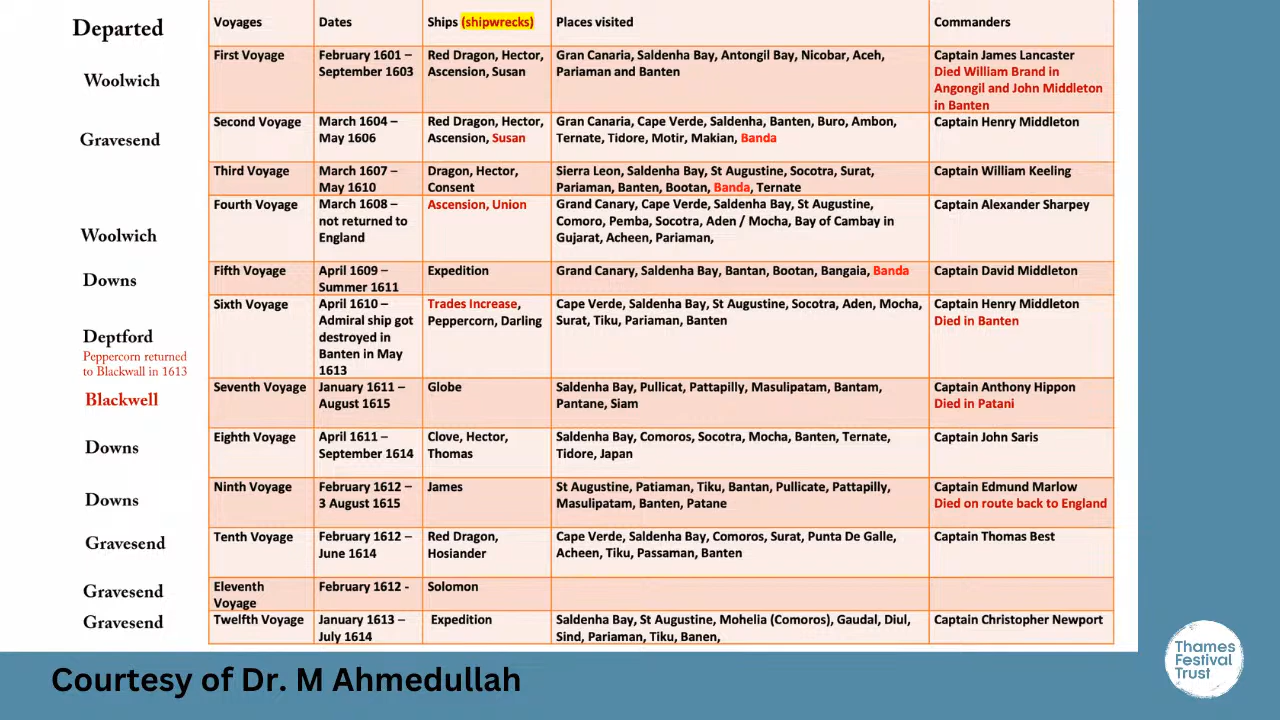 Departed
Voyages Dates Ships (shipwrecks) Places visited Commanders
Woolwich
First Voyage
February 1601 –
September 1603
Red Dragon, Hector,
Ascension, Susan
Gran Canaria, Saldenha Bay, Antongil Bay, Nicobar, Aceh,
Pariaman and Banten
Captain James Lancaster
Died William Brand in
Angongil and John Middleton
in Banten
Gravesend
Second Voyage
March 1604 –
May 1606
Red Dragon, Hector,
Ascension, Susan
Gran Canaria, Cape Verde, Saldenha, Banten, Buro, Ambon,
Ternate, Tidore, Motir, Makian, Banda
Captain Henry Middleton
Third Voyage
March 1607 –
May 1610
Dragon, Hector,
Consent
Sierra Leon, Saldenha Bay, St Augustine, Socotra, Surat,
Pariaman, Banten, Bootan, Banda, Ternate
Captain William Keeling
Woolwich
Fourth Voyage
March 1608 –
not returned to
England
Ascension, Union
Grand Canary, Cape Verde, Saldenha Bay, St Augustine,
Comoro, Pemba, Socotra, Aden / Mocha, Bay of Cambay in
Gujarat, Acheen, Pariaman,
Captain Alexander Sharpey
Downs
Fifth Voyage
April 1609 –
Summer 1611
Expedition
Grand Canary, Saldenha Bay, Bantan, Bootan, Bangaia, Banda
Captain David Middleton
Deptford
Peppercorn returned
to Blackwall in 1613
Sixth Voyage
April 1610 –
Admiral ship got
destroyed in
Banten in May
1613
Trades Increase,
Peppercorn, Darling
Cape Verde, Saldenha Bay, St Augustine, Socotra, Aden, Mocha,
Surat, Tiku, Pariaman, Banten
Captain Henry Middleton
Died in Banten
Blackwell
Seventh Voyage
January 1611 –
August 1615
Globe
Saldenha Bay, Pullicat, Pattapilly, Masulipatam, Bantam,
Pantane, Siam
Captain Anthony Hippon
Died in Patani
Downs
Eighth Voyage
April 1611 –
September 1614
Clove, Hector,
Thomas
Saldenha Bay, Comoros, Socotra, Mocha, Banten, Ternate,
Tidore, Japan
Captain John Saris
Downs
Ninth Voyage
February 1612 –
3 August 1615
James
St Augustine, Patiaman, Tiku, Bantan, Pullicate, Pattapilly,
Masulipatam, Banten, Patane
Captain Edmund Marlow
Died on route back to England
Gravesend
Tenth Voyage
February 1612 –
June 1614
Red Dragon,
Hosiander
Cape Verde, Saldenha Bay, Comoros, Surat, Punta De Galle,
Acheen, Tiku, Passaman, Banten
Captain Thomas Best
Gravesend
Eleventh
Voyage
February 1612 -
Solomon
Gravesend
Twelfth Voyage
January 1613 –
July 1614
Expedition
Saldenha Bay, St Augustine, Mohelia (Comoros), Gaudal, Diul,
Sind, Pariaman, Tiku, Banen,
Captain Christopher Newport
Courtesy of Dr. M Ahmedullah
Thames
Festival
Trust